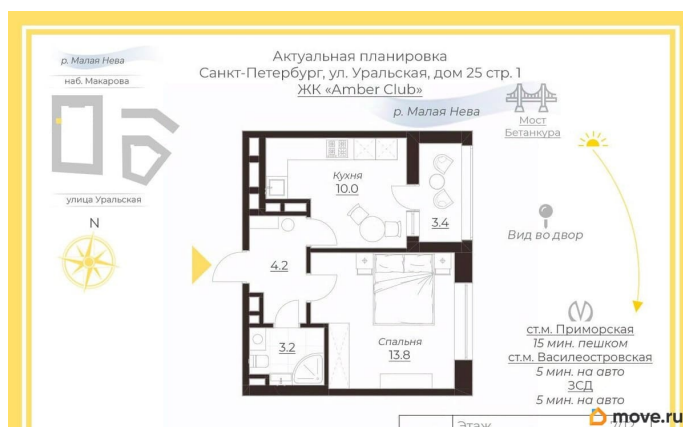 Актуальная планировка
Санкт-Петербург, ул. Уральская, дом 25 стр. 1
ЖК «Amber Club»
р. Малая Нева
наб. Макарова
улица Уральская
N
р. Малая Нева
Мост
Бетанкура
Кухня
10.0
3.4
Вид во двор
4.2
3.2
Спальня
13.8
ст.м. Приморская
15 мин. пешком
ст.м. Василеостровская
5 мин. на авто
ЗСД
5 мин. на авто
Этаж
move.ru